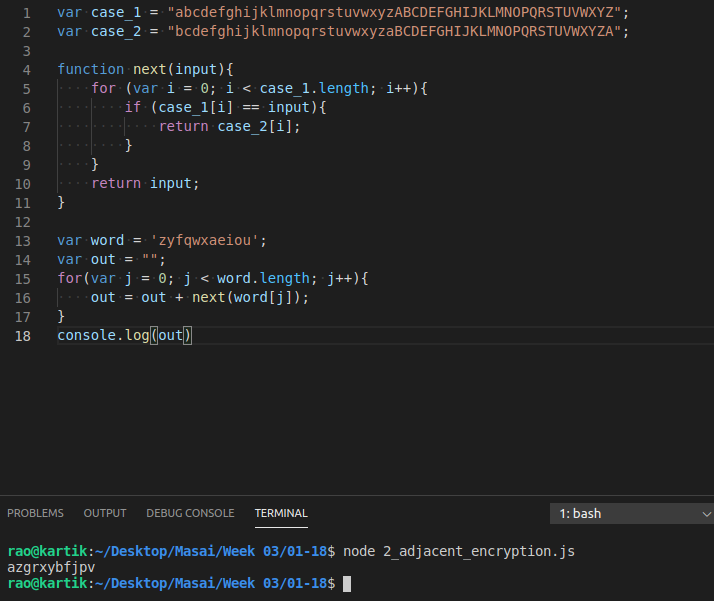 1 var case_1 = "abcdefghijklmnopqrstuvwxyzABCDEFGHIJKLMNOPQRSTUVWXYZ";
2 var case_2 = "bcdefghijklmnopqrstuvwxyzaBCDEFGHIJKLMNOPQRSTUVWXYZA";
3
4 function next(input){
5     for (var i = 0; i < case_1.length; i++){
6         if (case_1[i] == input){
7             return case_2[i];
8         }
9     }
10     return input;
11 }
12
13 var word = 'zyfqwxaeiou';
14 var out = "";
15 for(var j = 0; j < word.length; j++){
16     out = out + next(word[j]);
17 }
18 console.log(out)
PROBLEMS OUTPUT DEBUG CONSOLE TERMINAL 1: bash
rao@kartik:~/Desktop/Masai/Week 03/01-18$ node 2_adjacent_encryption.js
azgrxybfjpv
rao@kartik:~/Desktop/Masai/Week 03/01-18$